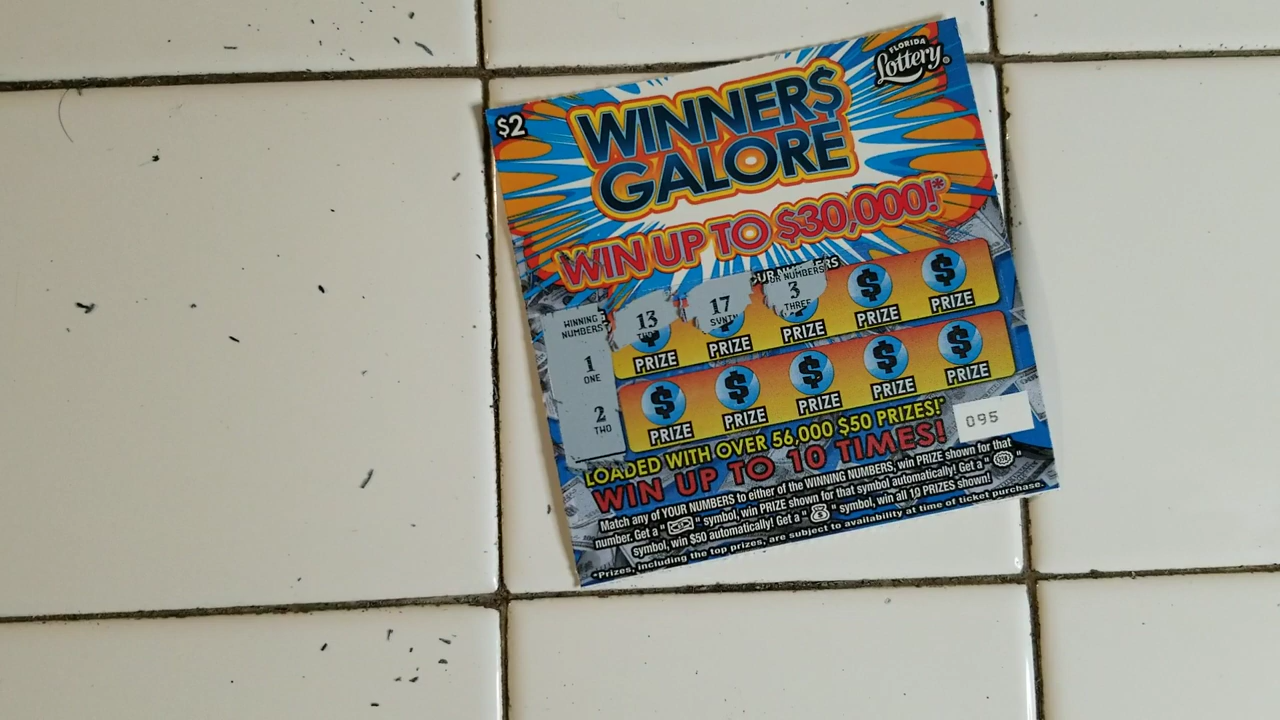 FLORIDA
Lottery®
$2
WINNER$
GALORE
WIN UP TO $30,000!*
WINNING
NUMBERS
1
ONE
2
TWO
YOUR NUMBERS
13
17
SVNTN
3
THREE
$ $
PRIZE PRIZE PRIZE PRIZE PRIZE
$ $ $ $ $
PRIZE PRIZE PRIZE PRIZE PRIZE
LOADED WITH OVER 56,000 $50 PRIZES!*
WIN UP TO 10 TIMES!
095
Match any of YOUR NUMBERS to either of the WINNING NUMBERS, win PRIZE shown for that
number. Get a " " symbol, win PRIZE shown for that symbol automatically! Get a " "
symbol, win $50 automatically! Get a " " symbol, win all 10 PRIZES shown!
*Prizes, including the top prizes, are subject to availability at time of ticket purchase.